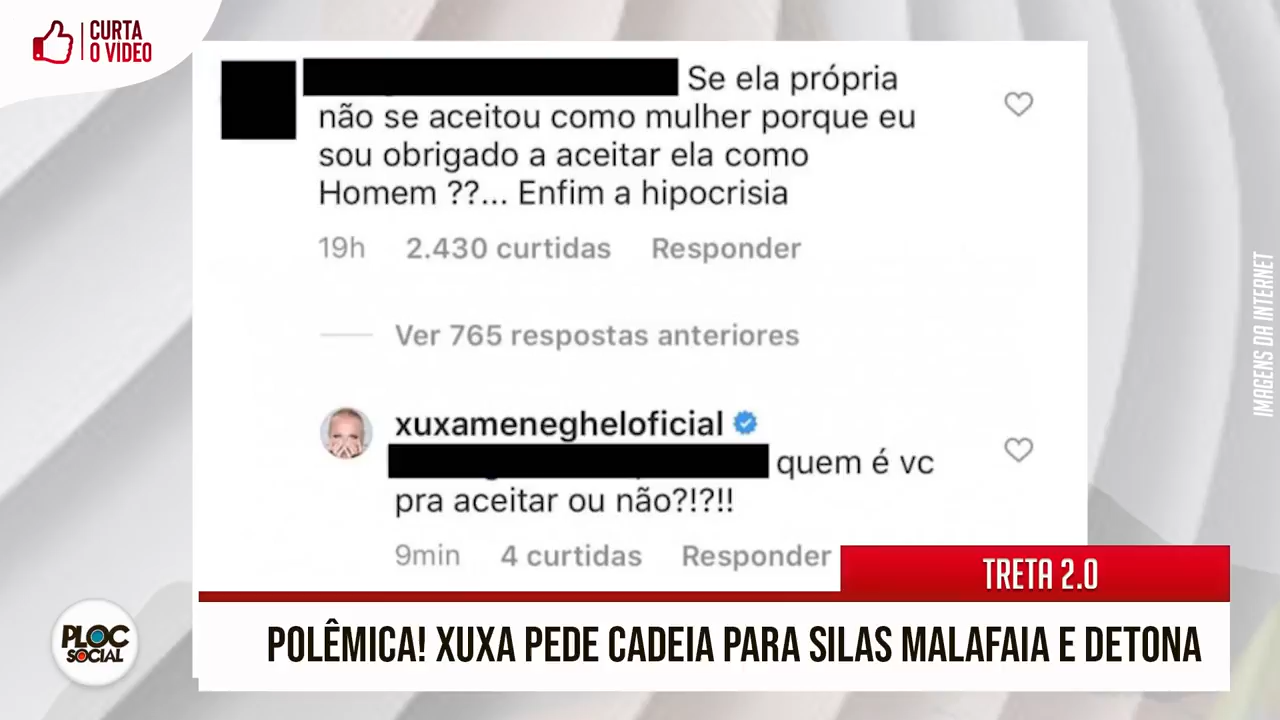 CURTA
O VIDEO
Se ela própria
não se aceitou como mulher porque eu
sou obrigado a aceitar ela como
Homem ??... Enfim a hipocrisia
19h 2.430 curtidas Responder
Ver 765 respostas anteriores
xuxamenegheloficial
quem é vc
pra aceitar ou não?!?!!
9min 4 curtidas Responder
IMAGENS DA INTERNET
TRETA 2.0
PLOC
SOCIAL
POLÊMICA! XUXA PEDE CADEIA PARA SILAS MALAFAIA E DETONA